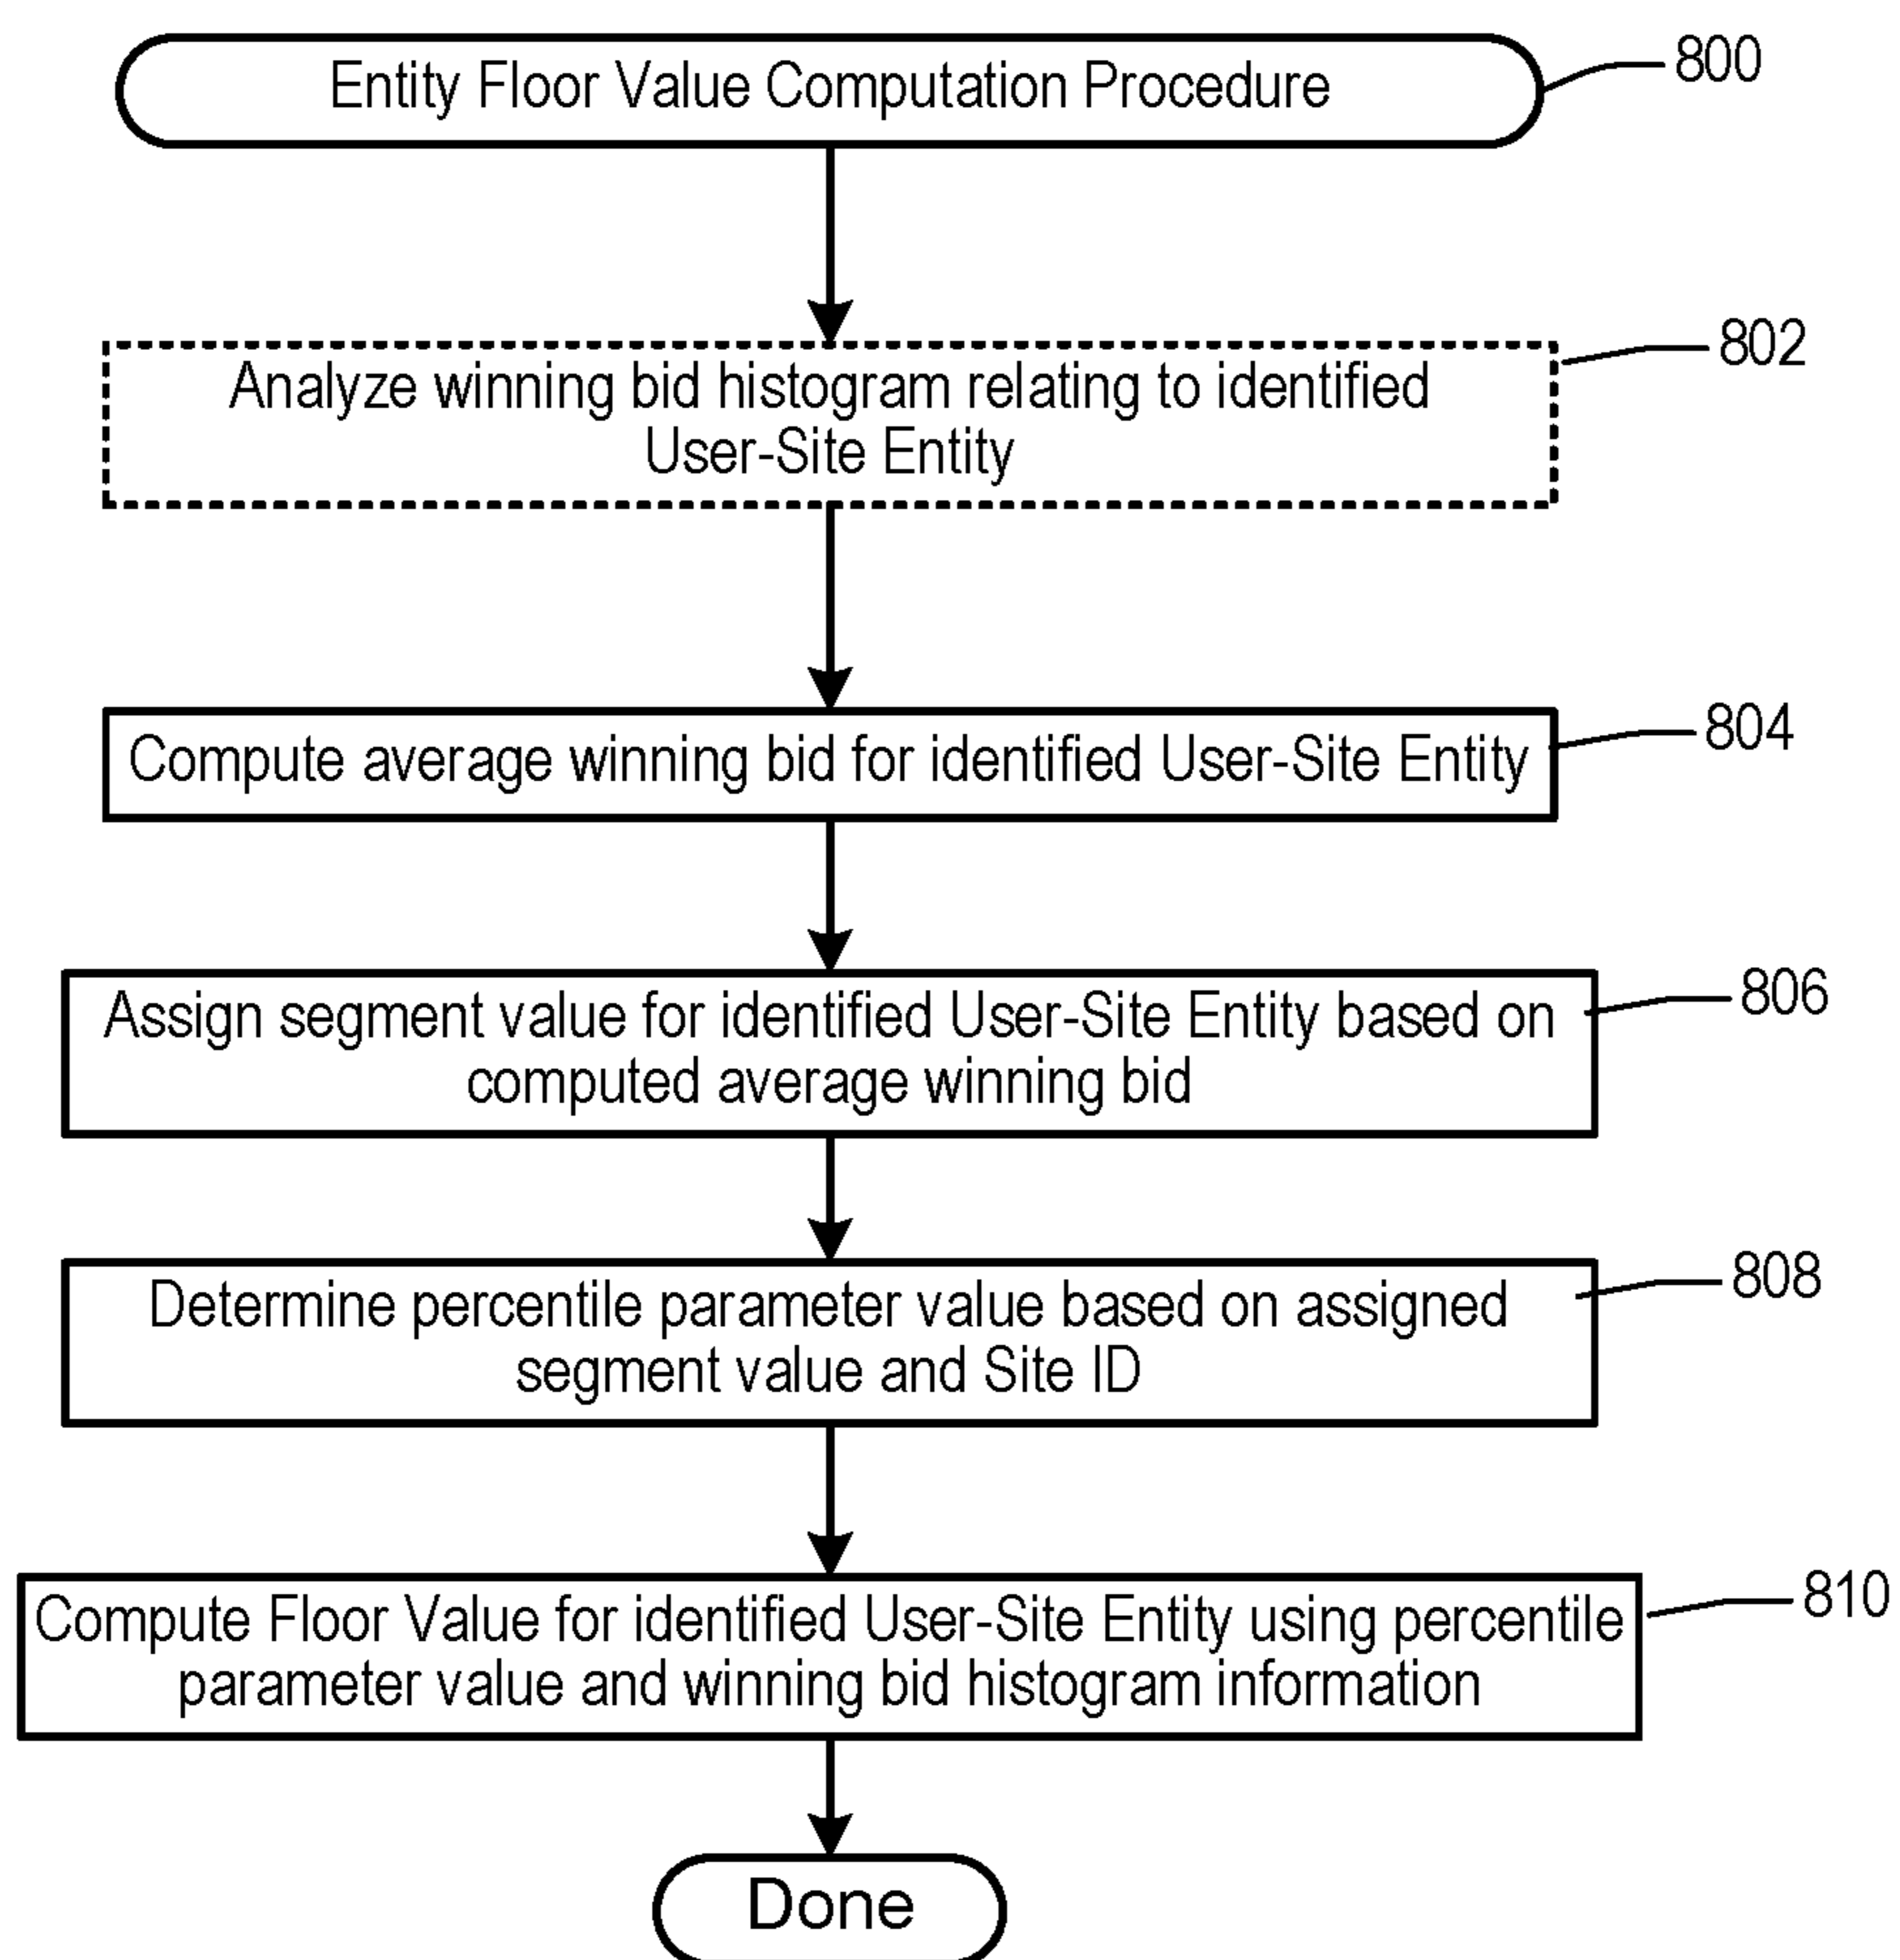 Entity Floor Value Computation Procedure
800
Analyze winning bid histogram relating to identified
User-Site Entity
802
Compute average winning bid for identified User-Site Entity
804
Assign segment value for identified User-Site Entity based on
computed average winning bid
806
Determine percentile parameter value based on assigned
segment value and Site ID
808
Compute Floor Value for identified User-Site Entity using percentile
parameter value and winning bid histogram information
810
Done